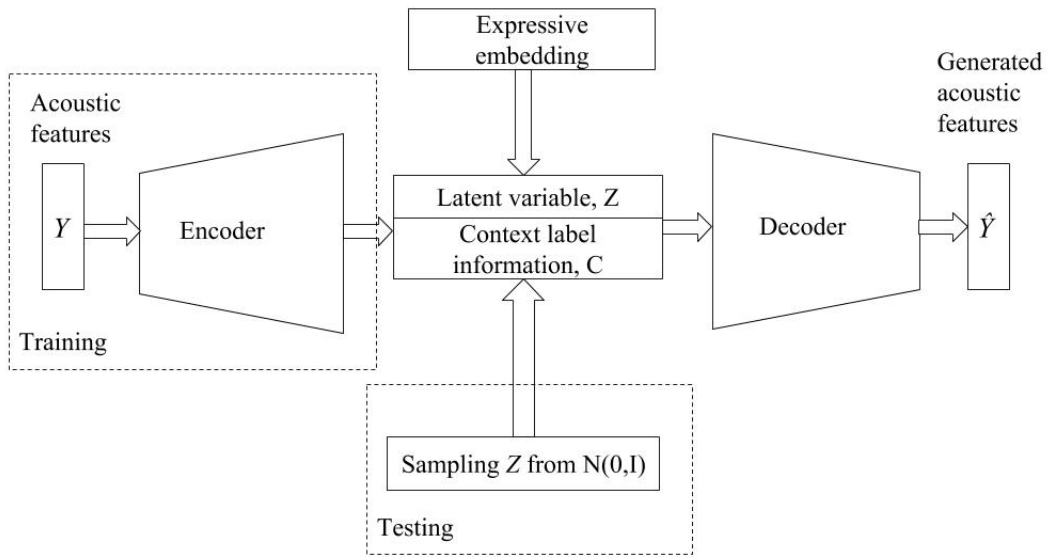 Expressive
embedding
Acoustic
features
Y
Encoder
Training
Latent variable, Z
Context label
information, C
Decoder
Generated
acoustic
features
Ŷ
Sampling Z from N(0,I)
Testing